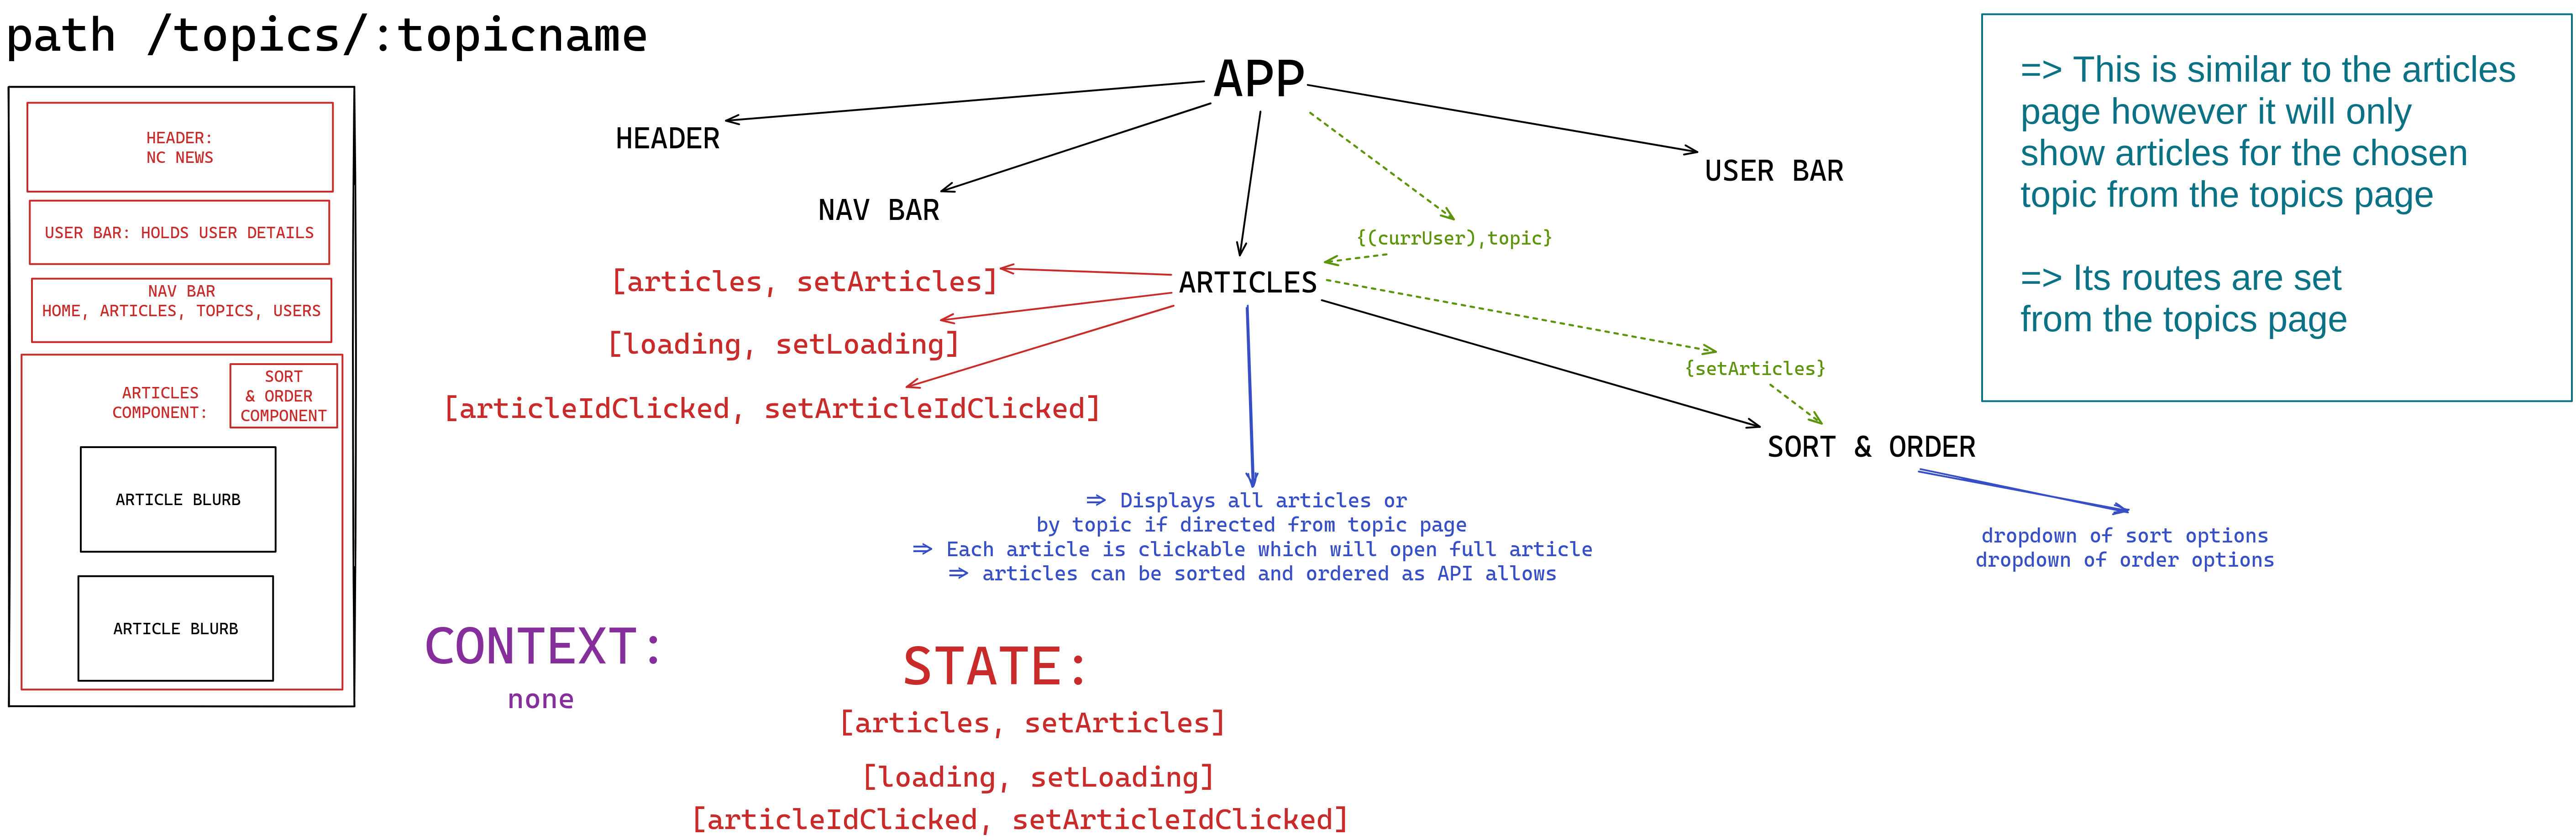 path /topics/:topicname
HEADER:
NC NEWS
USER BAR: HOLDS USER DETAILS
NAV BAR
HOME, ARTICLES, TOPICS, USERS
ARTICLES
COMPONENT:
SORT
& ORDER
COMPONENT
ARTICLE BLURB
ARTICLE BLURB
APP
HEADER
NAV BAR
USER BAR
{(currUser),topic}
ARTICLES
[articles, setArticles]
[loading, setLoading]
[articleIdClicked, setArticleIdClicked]
{setArticles}
SORT & ORDER
=> Displays all articles or
by topic if directed from topic page
=> Each article is clickable which will open full article
=> articles can be sorted and ordered as API allows
dropdown of sort options
dropdown of order options
=> This is similar to the articles
page however it will only
show articles for the chosen
topic from the topics page
=> Its routes are set
from the topics page
CONTEXT:
none
STATE:
[articles, setArticles]
[loading, setLoading]
[articleIdClicked, setArticleIdClicked]